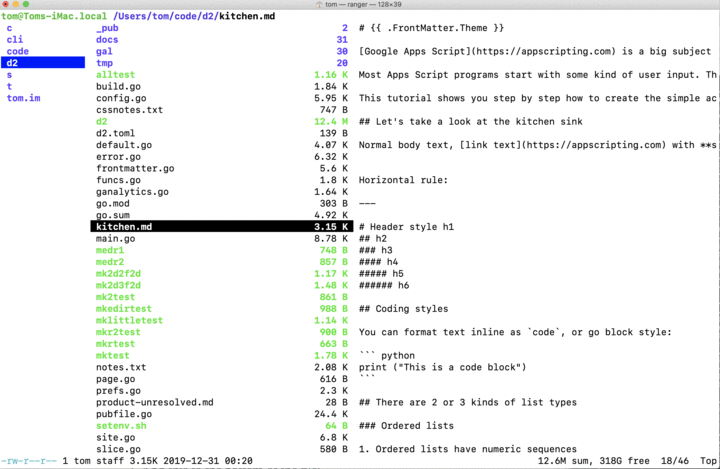 tom — ranger — 128×39
tom@Toms-iMac.local /Users/tom/code/d2/kitchen.md
c
cli
code
d2
s
t
tom.im
_pub 2
docs 31
gal 30
tmp 20
alltest 1.16 K
build.go 1.84 K
config.go 5.95 K
cssnotes.txt 747 B
d2 12.4 M
d2.toml 139 B
default.go 4.07 K
error.go 6.32 K
frontmatter.go 5.6 K
funcs.go 1.8 K
ganalytics.go 1.64 K
go.mod 303 B
go.sum 4.92 K
kitchen.md 3.15 K
main.go 8.78 K
medr1 748 B
medr2 857 B
mk2d2f2d 1.17 K
mk2d3f2d 1.48 K
mk2test 861 B
mkedirtest 988 B
mklittletest 1.14 K
mkr2test 900 B
mkrtest 663 B
mktest 1.78 K
notes.txt 2.08 K
page.go 616 B
prefs.go 2.3 K
product-unresolved.md 28 B
pubfile.go 24.4 K
setenv.sh 64 B
site.go 6.8 K
slice.go 580 B
# {{ .FrontMatter.Theme }}
[Google Apps Script](https://appscripting.com) is a big subject
Most Apps Script programs start with some kind of user input. Th
This tutorial shows you step by step how to create the simple ac
## Let's take a look at the kitchen sink
Normal body text, [link text](https://appscripting.com) with **s
Horizontal rule:
---
# Header style h1
## h2
### h3
#### h4
##### h5
###### h6
## Coding styles
You can format text inline as `code`, or go block style:
``` python
print ("This is a code block")
```
## There are 2 or 3 kinds of list types
### Ordered lists
1. Ordered lists have numeric sequences
-rw-r--r-- 1 tom staff 3.15K 2019-12-31 00:20 12.6M sum, 318G free 18/46 Top